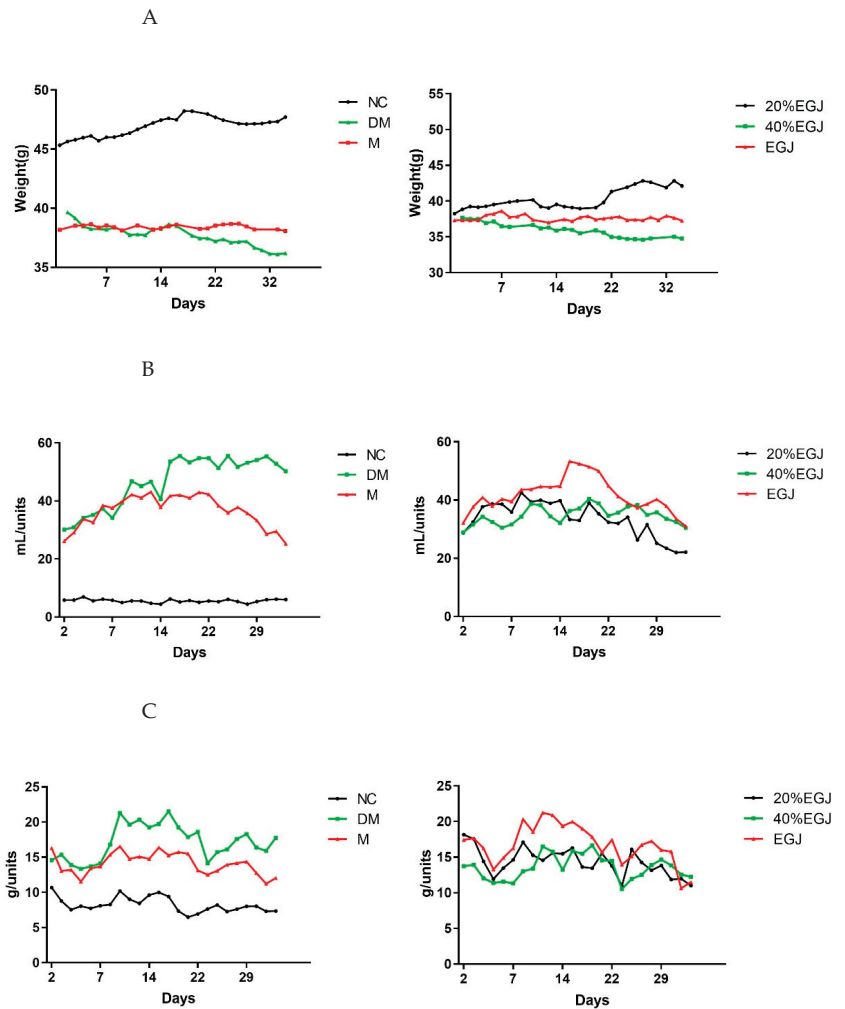 A
50
45
40
35
Weight(g)
7 14 22 32
Days
NC
DM
M
55
50
45
40
35
30
Weight(g)
7 14 22 32
Days
20%EGJ
40%EGJ
EGJ
B
60
40
20
0
mL/units
2 7 14 22 29
Days
NC
DM
M
60
40
20
0
mL/units
2 7 14 22 29
Days
20%EGJ
40%EGJ
EGJ
C
25
20
15
10
5
0
g/units
2 7 14 22 29
Days
NC
DM
M
25
20
15
10
5
0
g/units
2 7 14 22 29
Days
20%EGJ
40%EGJ
EGJ